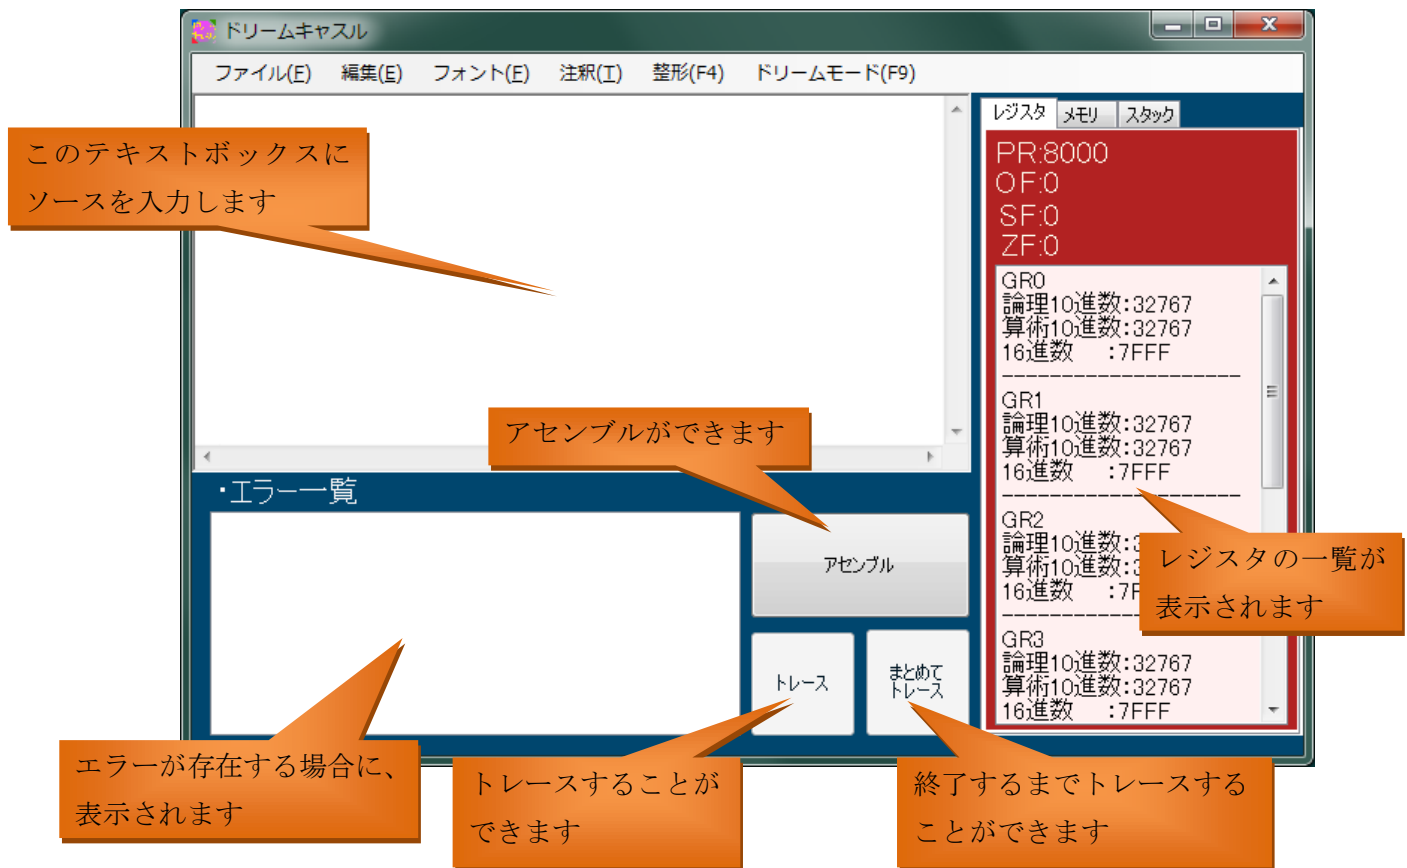 ドリームキャスル
ファイル(F) 編集(E) フォント(F) 注釈(I) 整形(F4) ドリームモード(F9)
このテキストボックスに
ソースを入力します
レジスタ メモリ スタック
PR:8000
OF:0
SF:0
ZF:0
GR0
論理10進数:32767
算術10進数:32767
16進数 :7FFF
--------------------
GR1
論理10進数:32767
算術10進数:32767
16進数 :7FFF
--------------------
GR2
論理10進数:3
算術10進数:3
16進数 :7F
--------------------
GR3
論理10進数:32767
算術10進数:32767
16進数 :7FFF
レジスタの一覧が
表示されます
アセンブルができます
・エラー一覧
アセンブル
トレース
まとめて
トレース
エラーが存在する場合に、
表示されます
トレースすることが
できます
終了するまでトレースする
ことができます